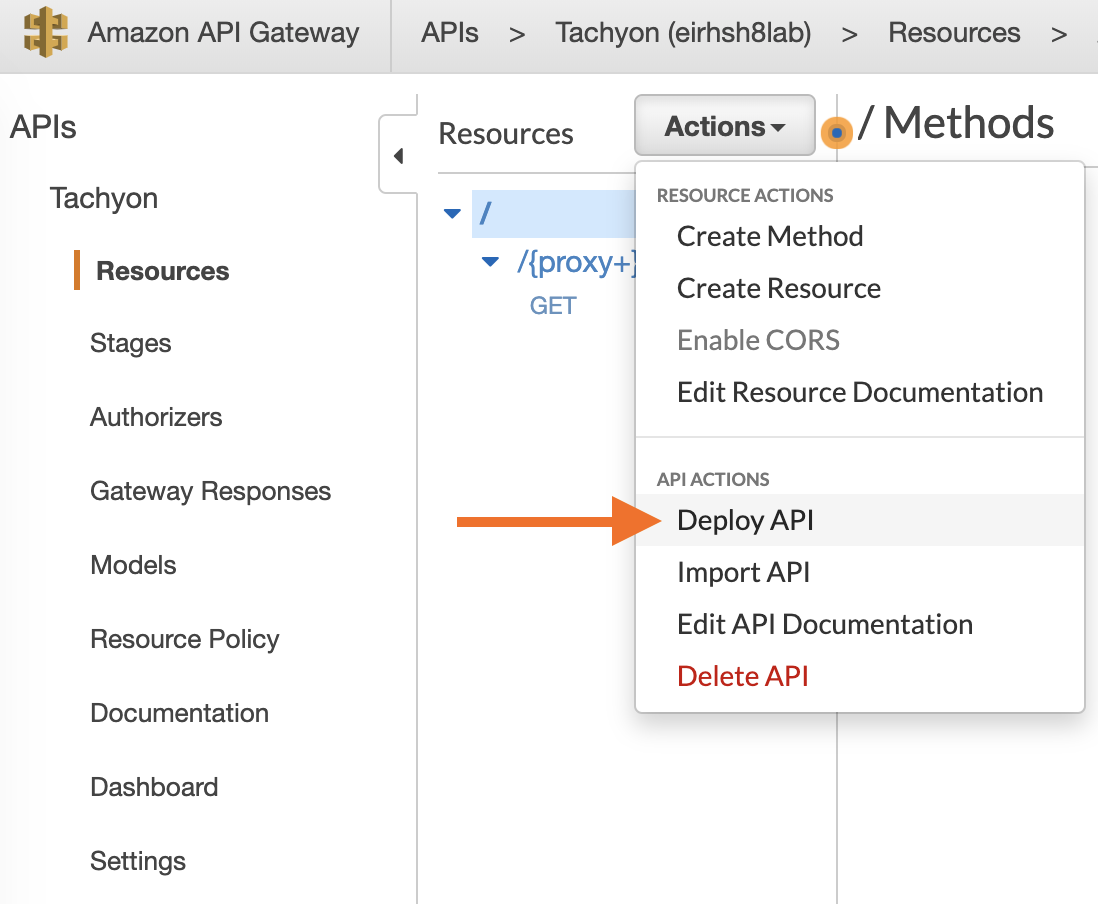 Amazon API Gateway
APIs > Tachyon (eirhsh8lab) > Resources >
APIs
Tachyon
Resources
Stages
Authorizers
Gateway Responses
Models
Resource Policy
Documentation
Dashboard
Settings
Resources
Actions
/ Methods
/
/{proxy+}
GET
RESOURCE ACTIONS
Create Method
Create Resource
Enable CORS
Edit Resource Documentation
API ACTIONS
Deploy API
Import API
Edit API Documentation
Delete API